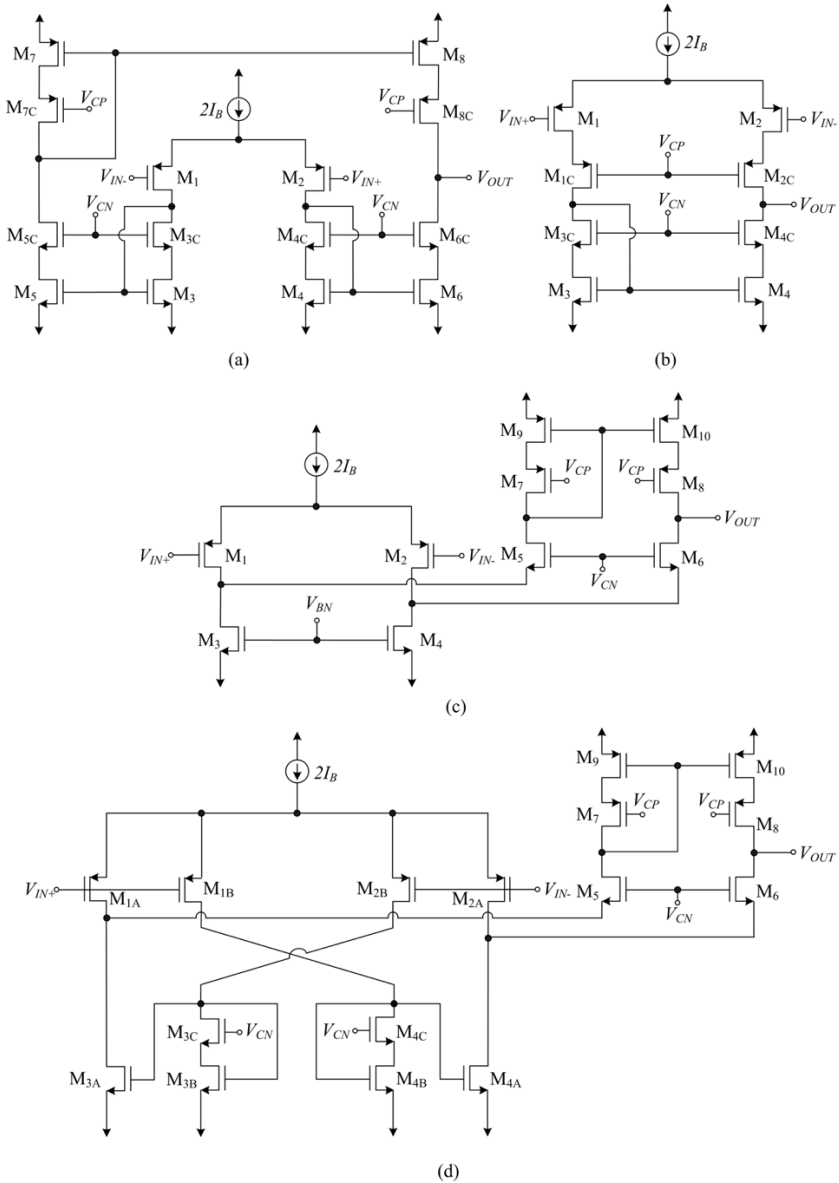 M7
M8
2IB
VCP
M7C
VCP
M8C
VIN-
M1
M2
VIN+
VOUT
VCN
VCN
M5C
M3C
M4C
M6C
M5
M3
M4
M6
(a)
2IB
VIN+
M1
M2
VIN-
VCP
M1C
M2C
VCN
VOUT
M3C
M4C
M3
M4
(b)
M9
M10
2IB
M7
VCP
VCP
M8
VOUT
VIN+
M1
M2
VIN-
M5
M6
VCN
VBN
M3
M4
(c)
M9
M10
2IB
M7
VCP
VCP
M8
VOUT
VIN+
M1A
M1B
M2B
M2A
VIN-
M5
M6
VCN
M3C
VCN
VCN
M4C
M3A
M3B
M4B
M4A
(d)